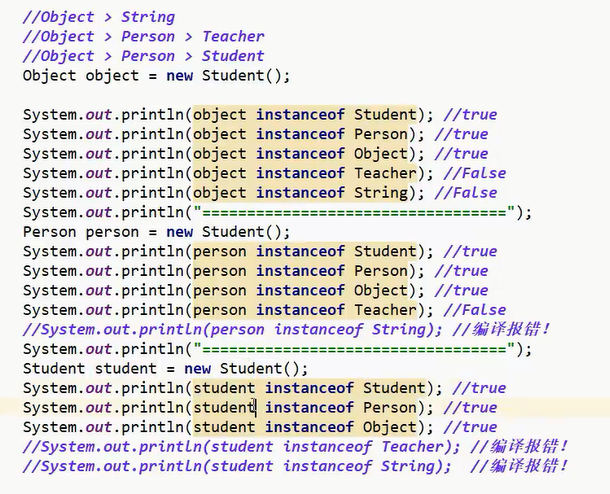 //Object > String
//Object > Person > Teacher
//Object > Person > Student
Object object = new Student();
System.out.println(object instanceof Student); //true
System.out.println(object instanceof Person); //true
System.out.println(object instanceof Object); //true
System.out.println(object instanceof Teacher); //False
System.out.println(object instanceof String); //False
System.out.println("==================================");
Person person = new Student();
System.out.println(person instanceof Student); //true
System.out.println(person instanceof Person); //true
System.out.println(person instanceof Object); //true
System.out.println(person instanceof Teacher); //False
//System.out.println(person instanceof String); //编译报错!
System.out.println("==================================");
Student student = new Student();
System.out.println(student instanceof Student); //true
System.out.println(student instanceof Person); //true
System.out.println(student instanceof Object); //true
//System.out.println(student instanceof Teacher); //编译报错!
//System.out.println(student instanceof String);  //编译报错!